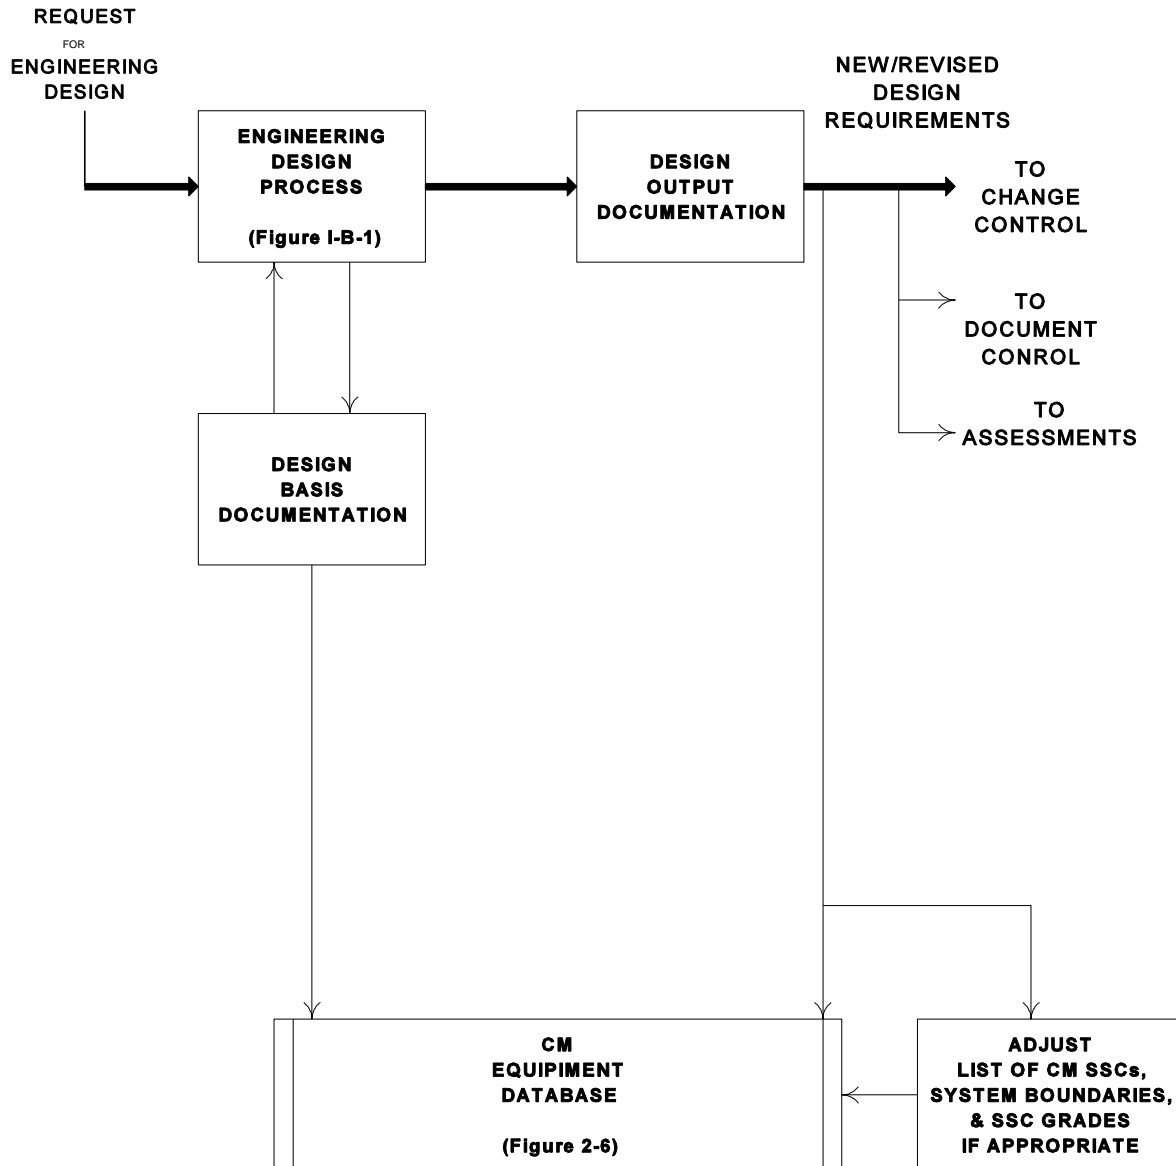 REQUEST
FOR
ENGINEERING
DESIGN
ENGINEERING
DESIGN
PROCESS
(Figure I-B-1)
DESIGN
OUTPUT
DOCUMENTATION
NEW/REVISED
DESIGN
REQUIREMENTS
TO
CHANGE
CONTROL
TO
DOCUMENT
CONROL
TO
ASSESSMENTS
DESIGN
BASIS
DOCUMENTATION
CM
EQUIPIMENT
DATABASE
(Figure 2-6)
ADJUST
LIST OF CM SSCs,
SYSTEM BOUNDARIES,
& SSC GRADES
IF APPROPRIATE